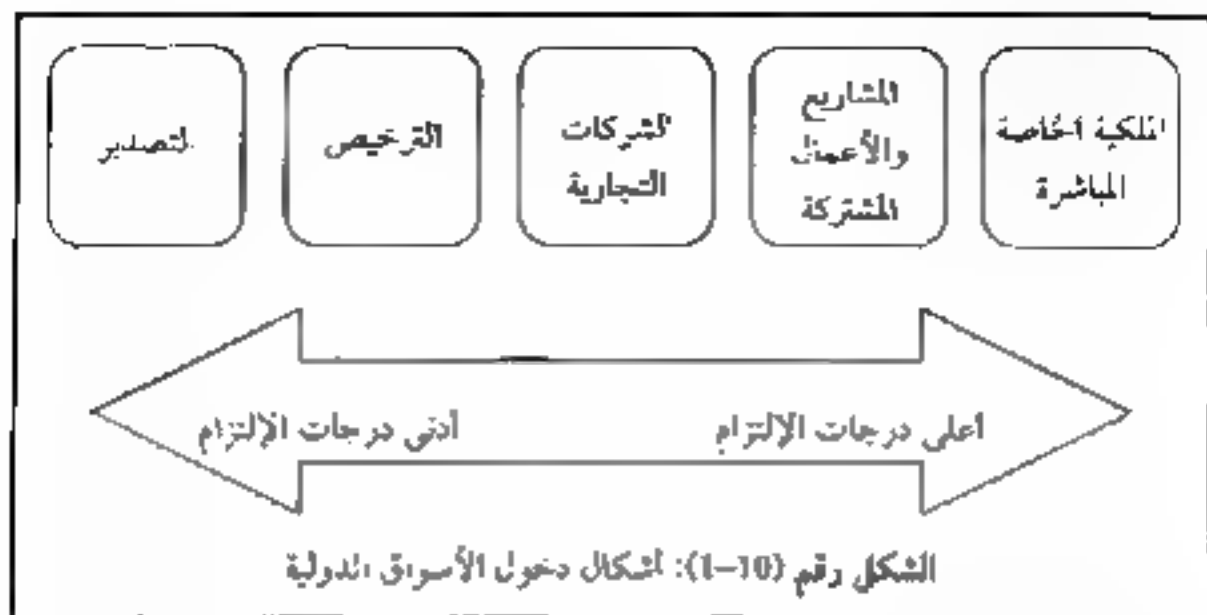 الملكية الخاصة
المباشرة
المشاريع
والأعمال
المشتركة
الشركات
التجارية
الترخيص
التصدير
أعلى درجات الإلتزام
أدنى درجات الإلتزام
الشكل رقم (10-1): أشكال دخول الأسواق الدولية